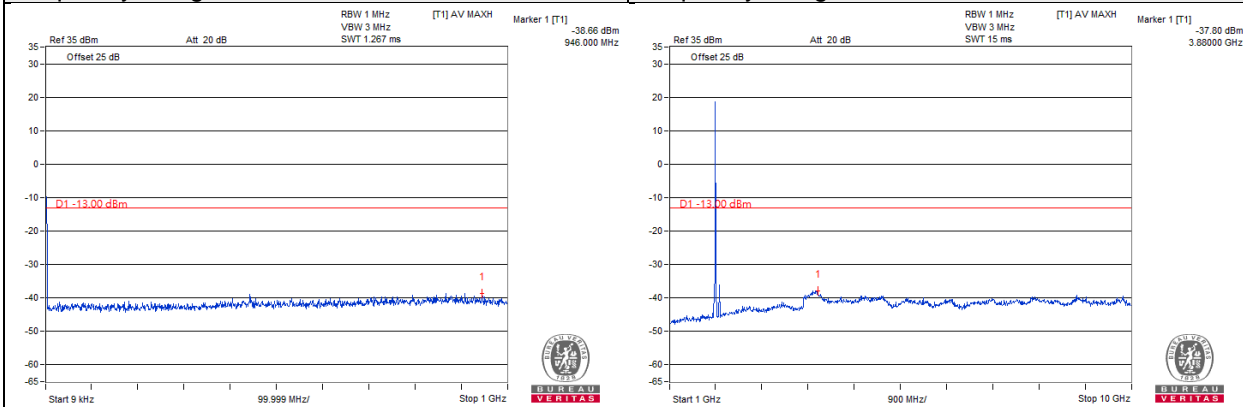 RBW 1 MHz [T1] AV MAXH Marker 1 [T1]
VBW 3 MHz -38.66 dBm
Ref 35 dBm Att 20 dB SWT 1.267 ms 946.000 MHz
35
Offset 25 dB
30
20
10
0
-10
D1 -13.00 dBm
-20
-30
1
-40
-50
-60
-65
Start 9 kHz 99.999 MHz/ Stop 1 GHz
BUREAU VERITAS
1828
BUREAU
VERITAS
RBW 1 MHz [T1] AV MAXH Marker 1 [T1]
VBW 3 MHz -37.80 dBm
Ref 35 dBm Att 20 dB SWT 15 ms 3.88000 GHz
35
Offset 25 dB
30
20
10
0
-10
D1 -13.00 dBm
-20
-30
1
-40
-50
-60
-65
Start 1 GHz 900 MHz/ Stop 10 GHz
BUREAU VERITAS
1828
BUREAU
VERITAS